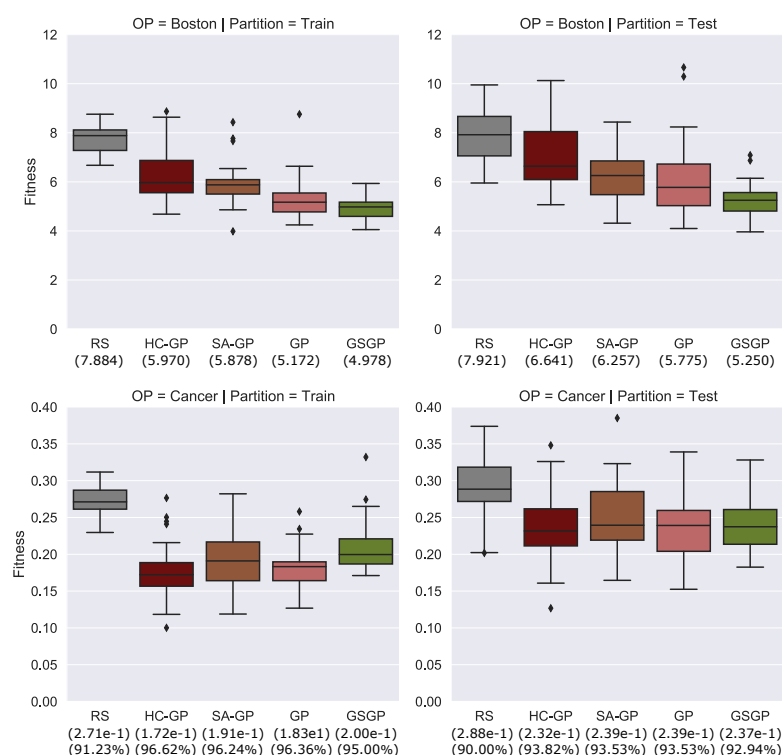 OP = Boston | Partition = Train
OP = Boston | Partition = Test
12
10
8
6
4
2
0
Fitness
12
10
8
6
4
2
0
RS HC-GP SA-GP GP GSGP
(7.884) (5.970) (5.878) (5.172) (4.978)
RS HC-GP SA-GP GP GSGP
(7.921) (6.641) (6.257) (5.775) (5.250)
OP = Cancer | Partition = Train
OP = Cancer | Partition = Test
0.40
0.35
0.30
0.25
0.20
0.15
0.10
0.05
0.00
Fitness
0.40
0.35
0.30
0.25
0.20
0.15
0.10
0.05
0.00
RS HC-GP SA-GP GP GSGP
(2.71e-1) (1.72e-1) (1.91e-1) (1.83e1) (2.00e-1)
(91.23%) (96.62%) (96.24%) (96.36%) (95.00%)
RS HC-GP SA-GP GP GSGP
(2.88e-1) (2.32e-1) (2.39e-1) (2.39e-1) (2.37e-1)
(90.00%) (93.82%) (93.53%) (93.53%) (92.94%)